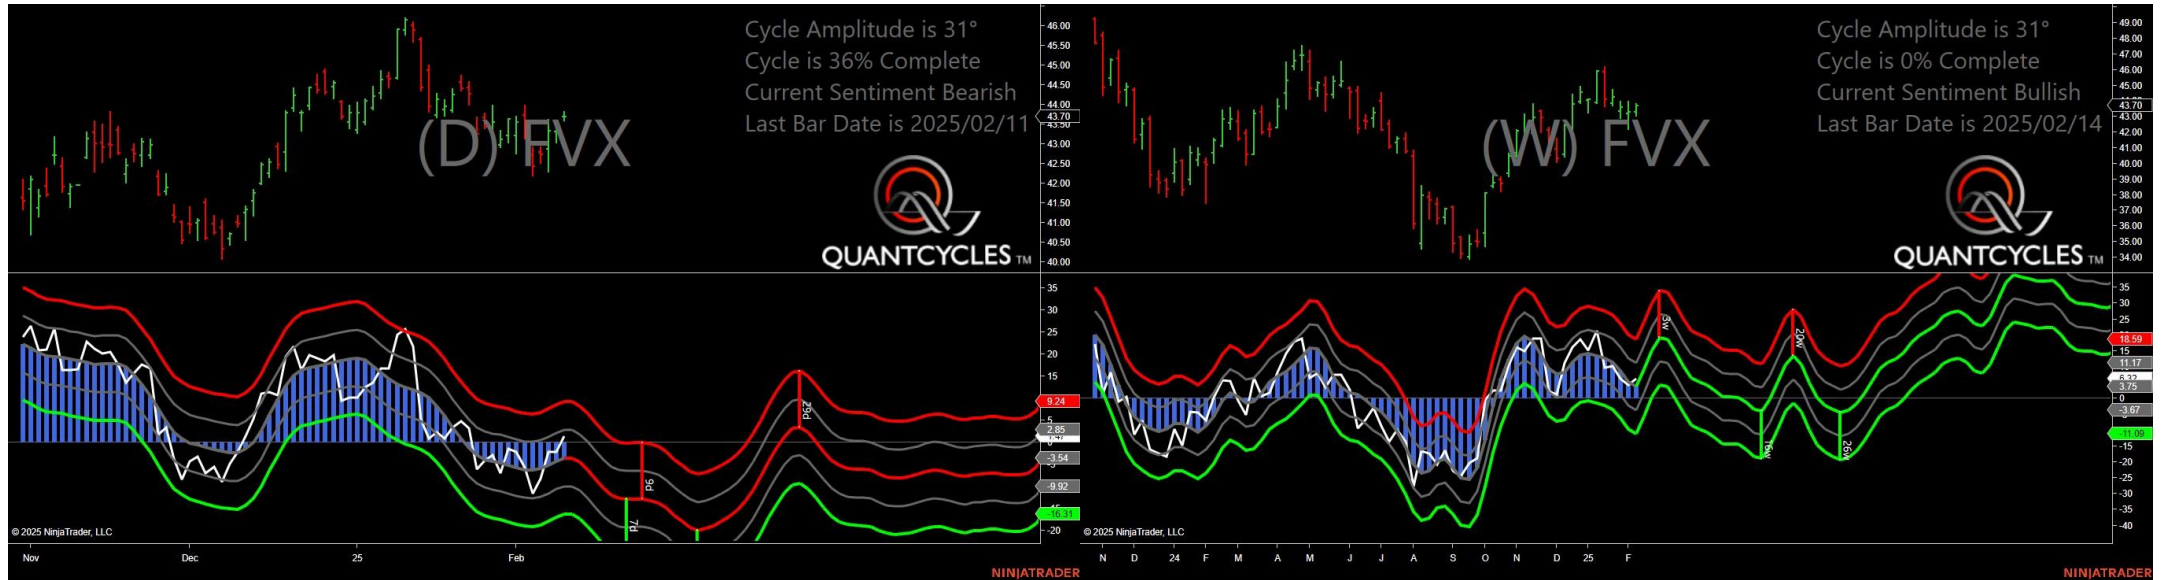 Cycle Amplitude is 31°
Cycle is 36% Complete
Current Sentiment Bearish
Last Bar Date is 2025/02/11
(D) FVX
QUANTCYCLES TM
46.00
45.50
45.00
44.50
44.00
43.70
43.50
43.00
42.50
42.00
41.50
41.00
40.50
40.00
35
30
25
20
15
9.24
5
2.85
-3.54
-9.92
-16.31
-20
29d
9d
7d
© 2025 NinjaTrader, LLC
Nov Dec 25 Feb
NINJATRADER
Cycle Amplitude is 31°
Cycle is 0% Complete
Current Sentiment Bullish
Last Bar Date is 2025/02/14
(W) FVX
QUANTCYCLES TM
49.00
48.00
47.00
46.00
45.00
43.70
43.00
42.00
41.00
40.00
39.00
38.00
37.00
36.00
35.00
34.00
35
30
25
18.59
15
11.17
6.32
3.75
0
-3.67
-11.09
-15
-20
-25
-30
-35
-40
3w
20w
16w
26w
© 2025 NinjaTrader, LLC
N D 24 F M A M J J A S O N D 25 F
NINJATRADER